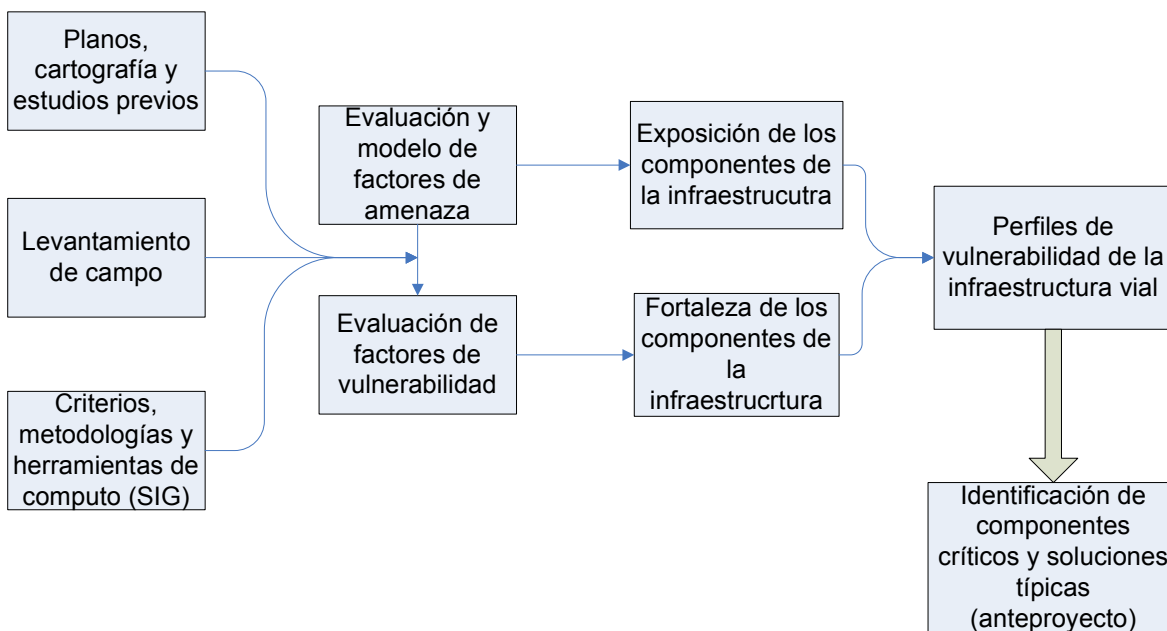 Planos,
cartografía y
estudios previos
Levantamiento
de campo
Criterios,
metodologías y
herramientas de
computo (SIG)
Evaluación y
modelo de
factores de
amenaza
Evaluación de
factores de
vulnerabilidad
Exposición de los
componentes de
la infraestrucutra
Fortaleza de los
componentes de
la
infraestrucrtura
Perfiles de
vulnerabilidad de la
infraestructura vial
Identificación de
componentes
críticos y soluciones
típicas
(anteproyecto)